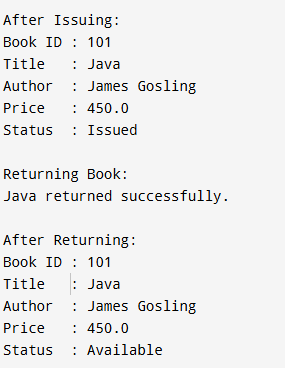 After Issuing:
Book ID : 101
Title   : Java
Author  : James Gosling
Price   : 450.0
Status  : Issued

Returning Book:
Java returned successfully.

After Returning:
Book ID : 101
Title   : Java
Author  : James Gosling
Price   : 450.0
Status  : Available